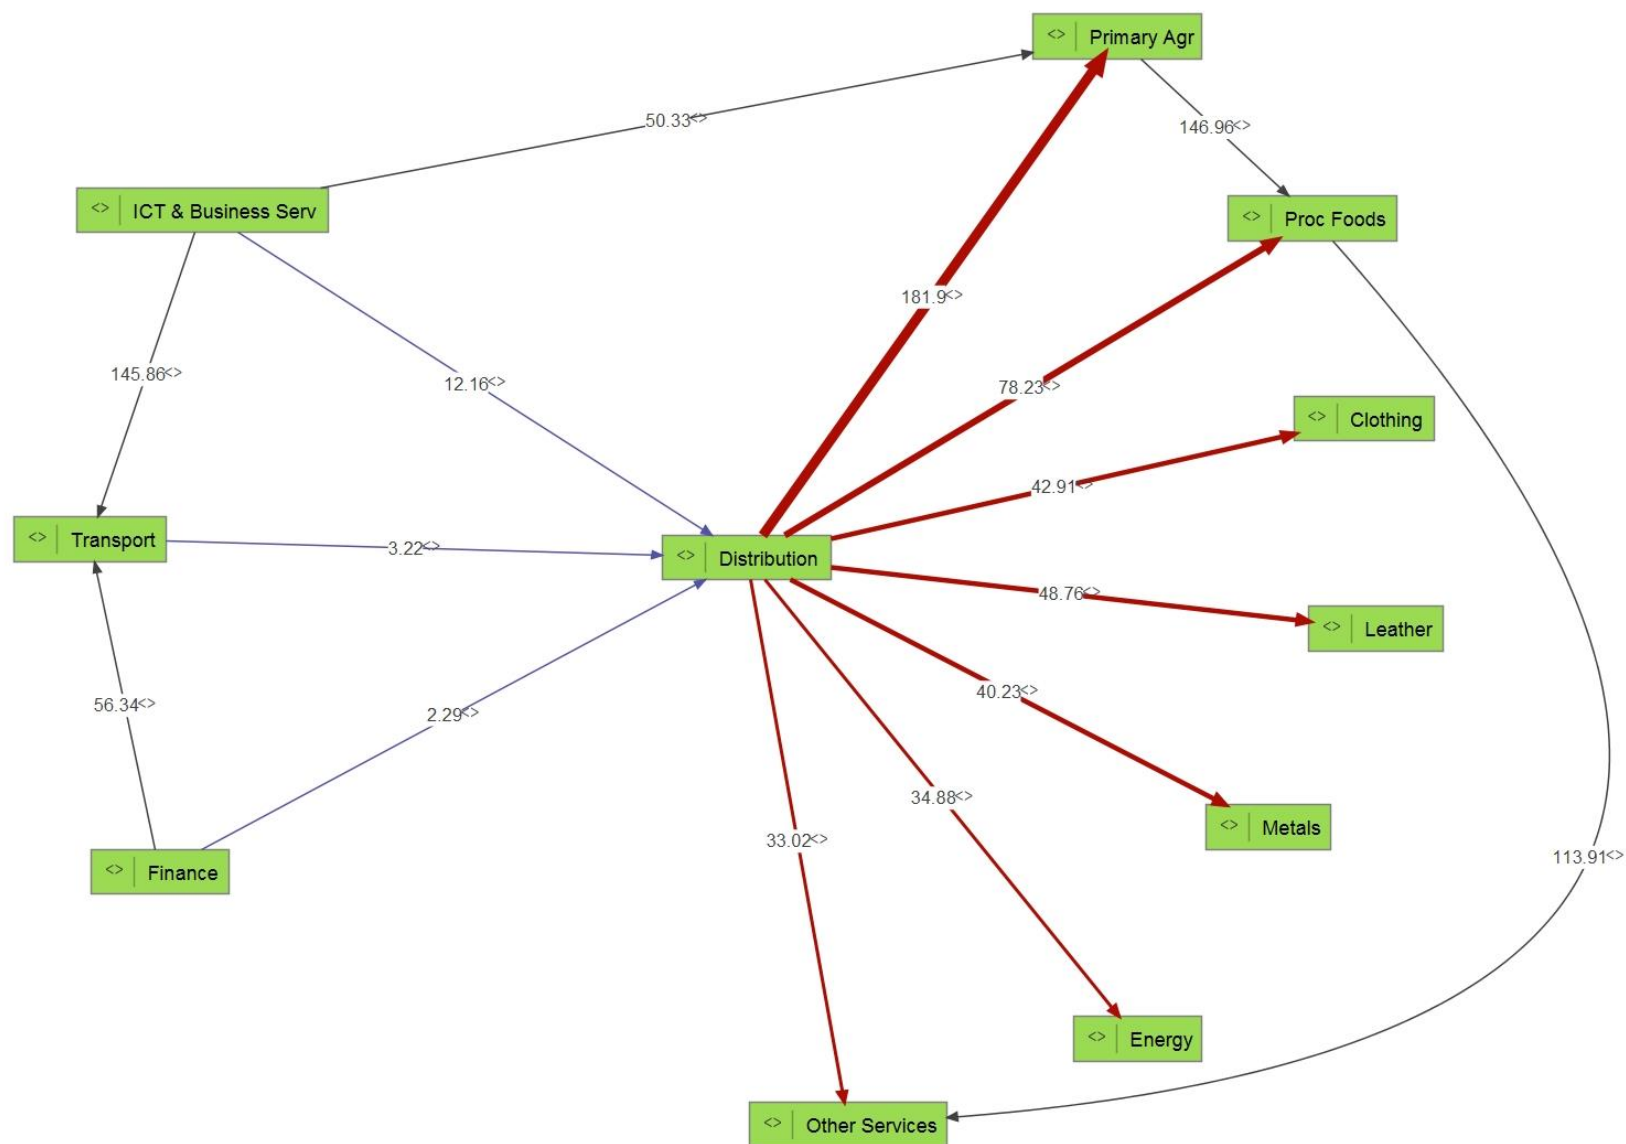 <> Primary Agr
50.33<>
146.96<>
<> ICT & Business Serv
<> Proc Foods
181.9<>
145.86<>
12.16<>
78.23<>
<> Clothing
42.91<>
<> Transport
3.22<>
<> Distribution
48.76<>
<> Leather
56.34<>
2.29<>
40.23<>
34.88<>
<> Metals
33.02<>
113.91<>
<> Finance
<> Energy
<> Other Services